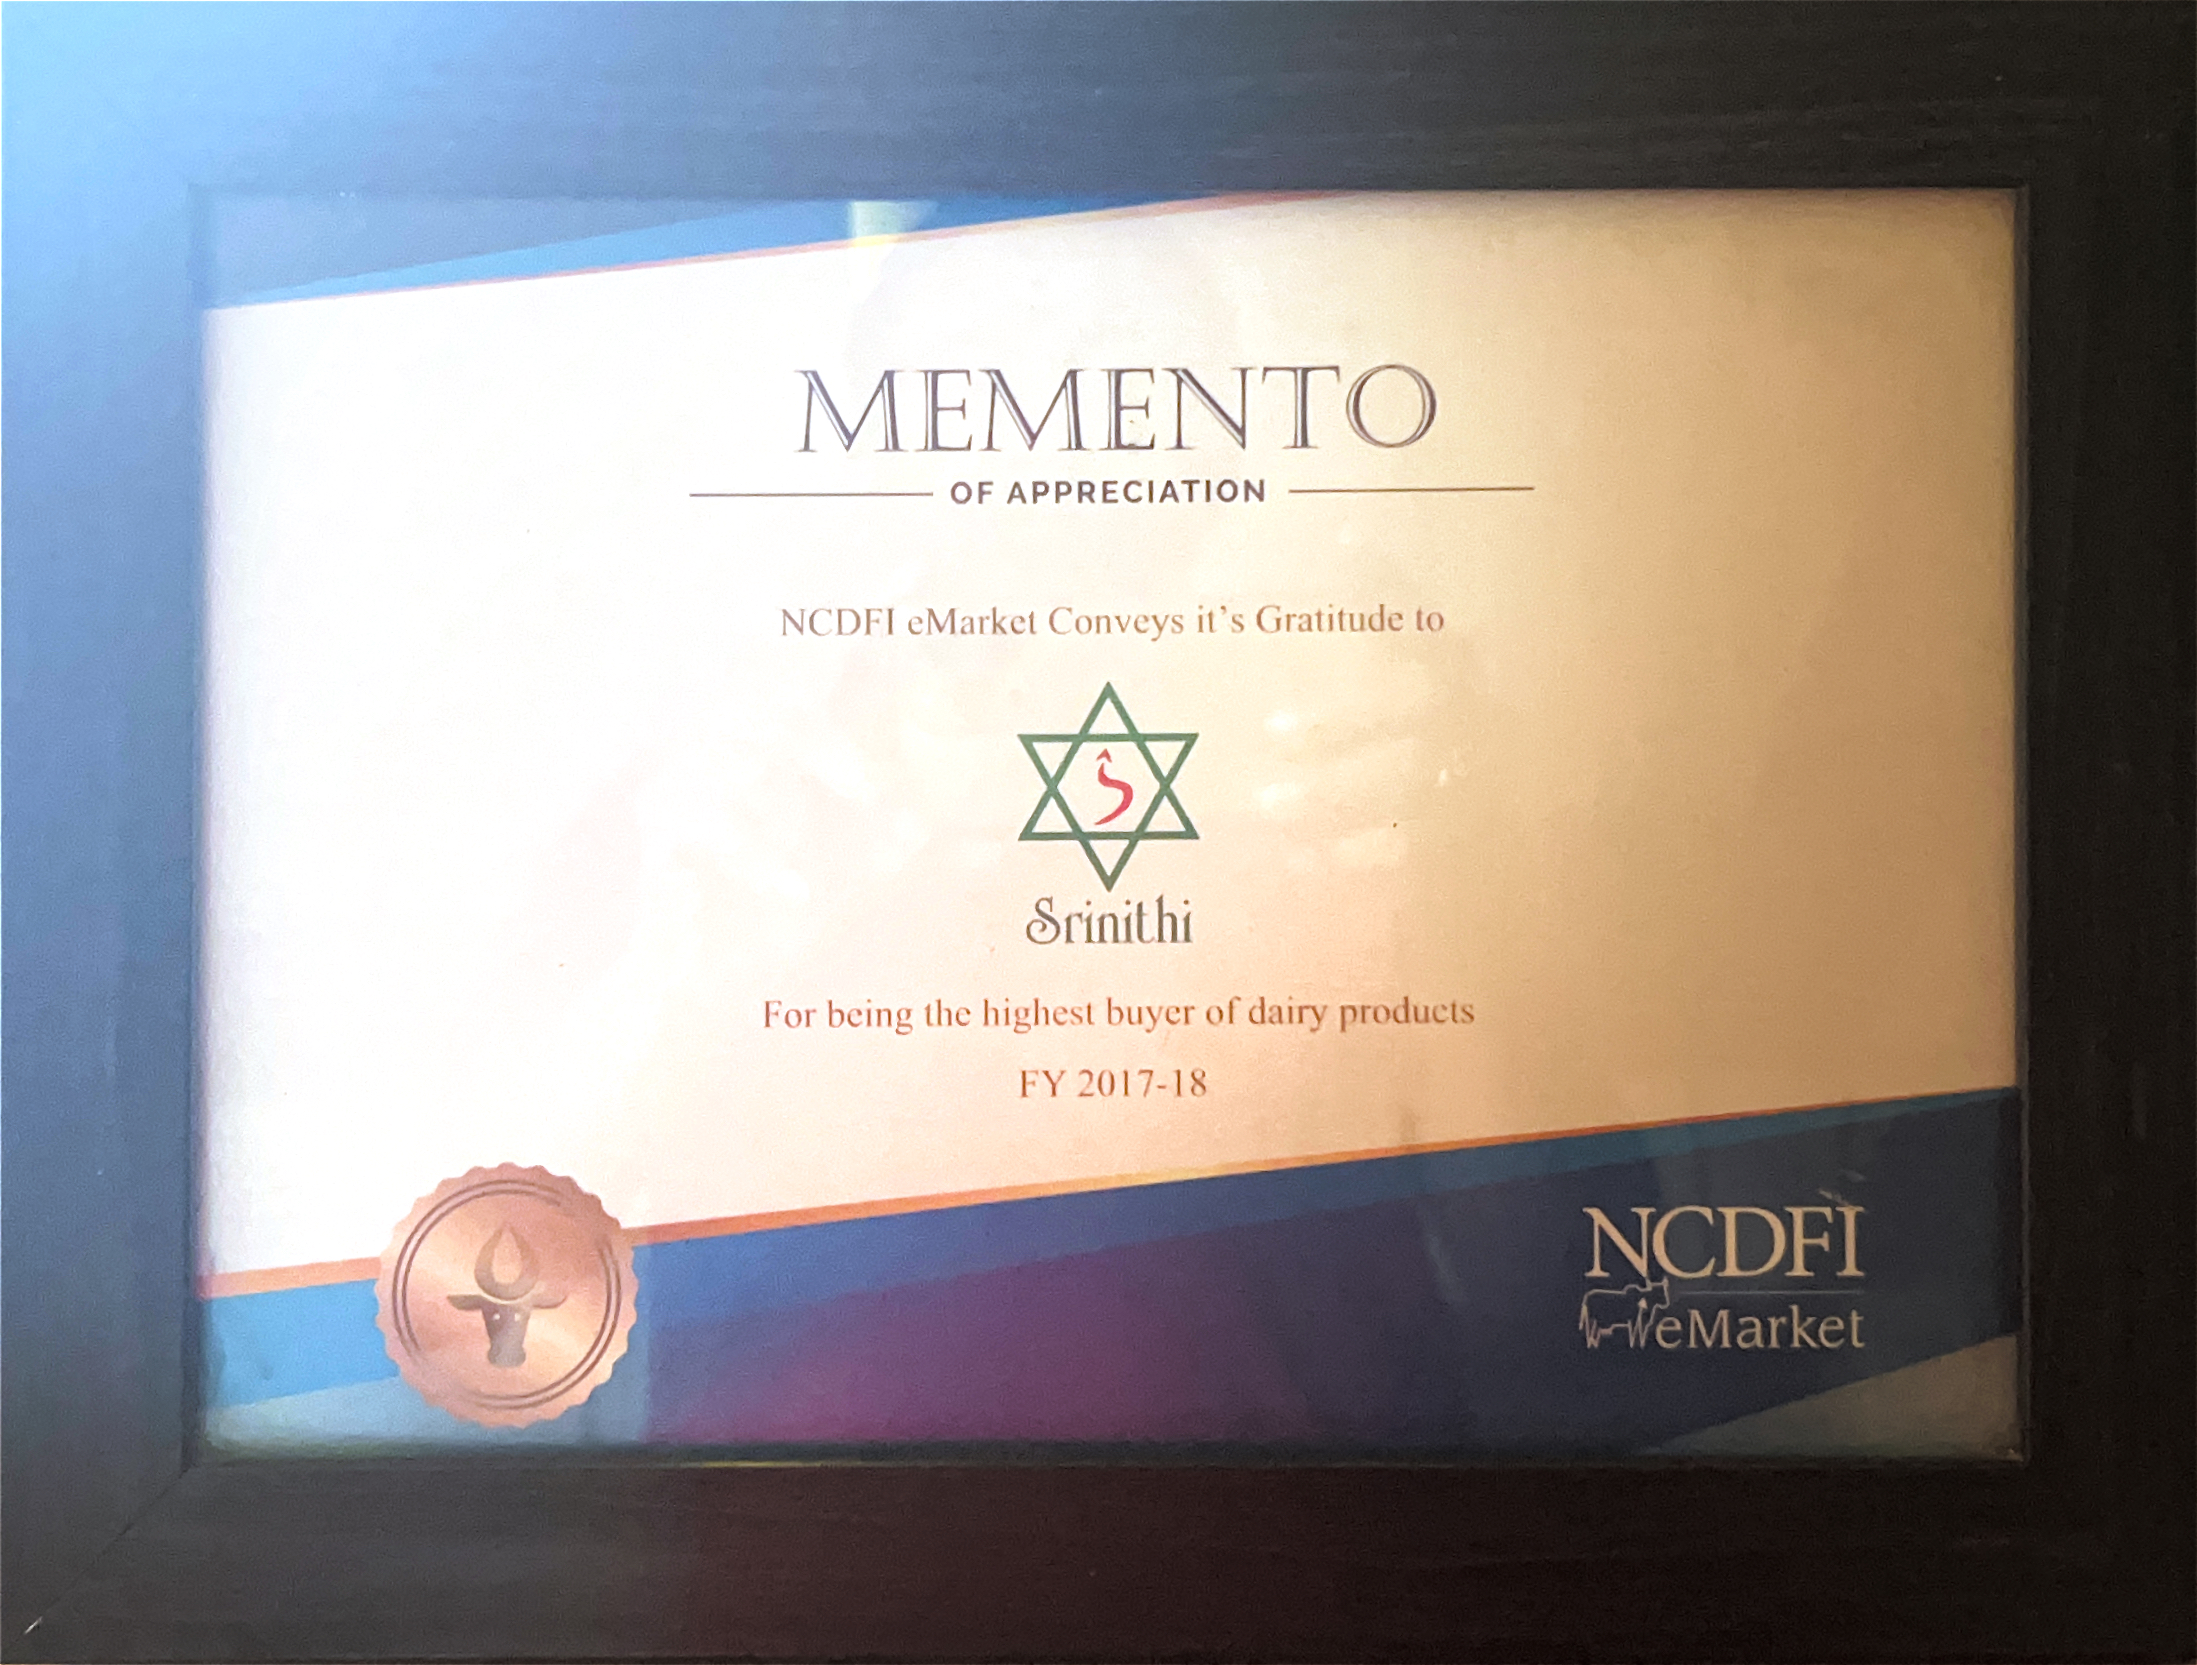 MEMENTO
OF APPRECIATION
NCDFI eMarket Conveys it's Gratitude to
Srinithi
For being the highest buyer of dairy products
FY 2017-18
NCDFI
eMarket